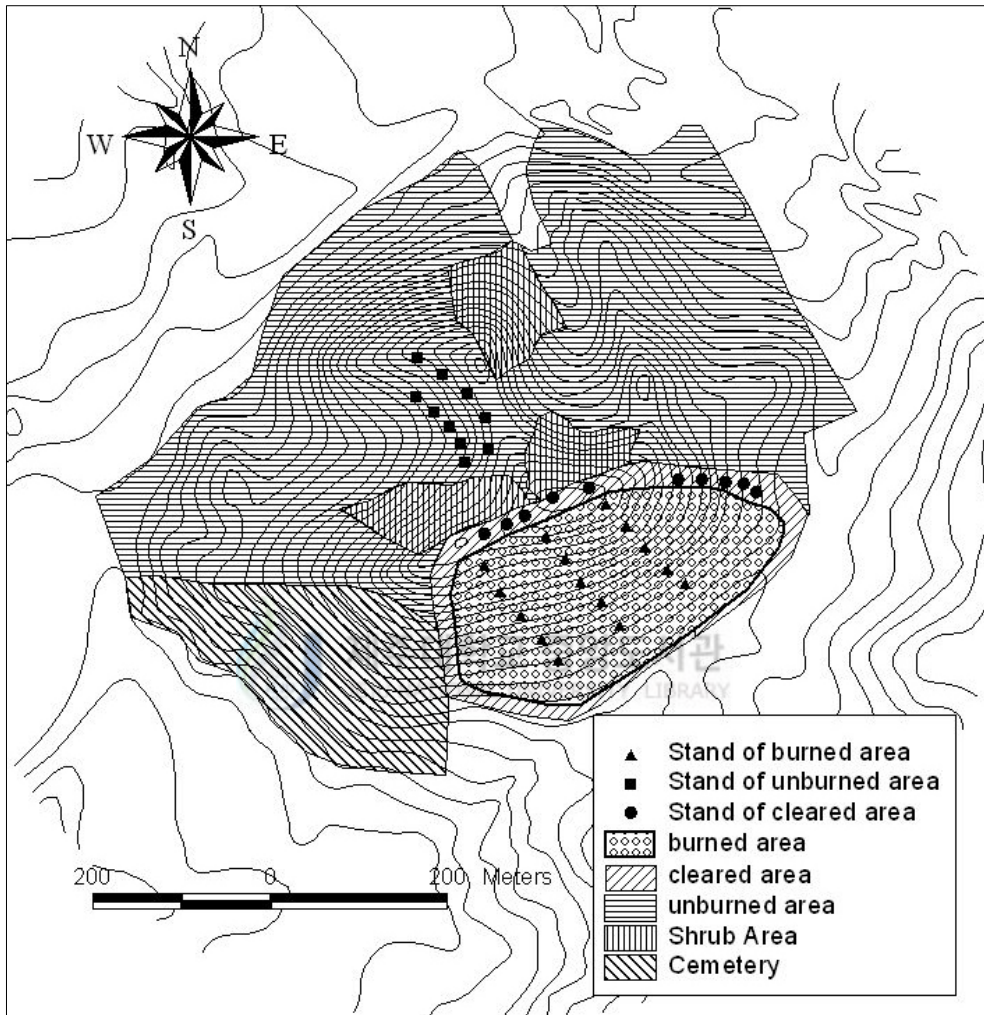 N
W E
S
LIBRARY
Stand of burned area
Stand of unburned area
Stand of cleared area
burned area
cleared area
unburned area
Shrub Area
Cemetery
200 0 200 Meters